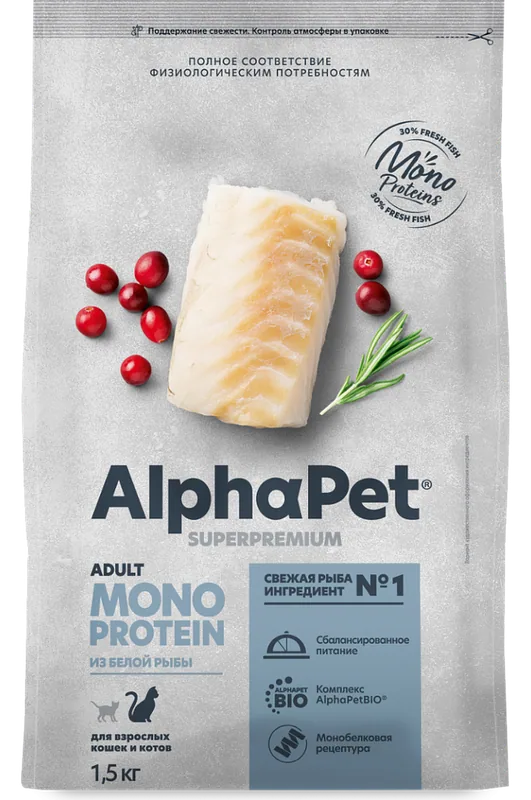 Поддержание свежести. Контроль атмосферы в упаковке
ПОЛНОЕ СООТВЕТСТВИЕ
ФИЗИОЛОГИЧЕСКИМ ПОТРЕБНОСТЯМ
30% FRESH FISH
Mono
Proteins
30% FRESH FISH
AlphaPet®
SUPERPREMIUM
ADULT
MONO
PROTEIN
ИЗ БЕЛОЙ РЫБЫ
для взрослых
кошек и котов
1,5 кг
СВЕЖАЯ РЫБА
ИНГРЕДИЕНТ №1
Сбалансированное
питание
ALPHAPET
BIO
Комплекс
AlphaPetBIO®
Монобелковая
рецептура